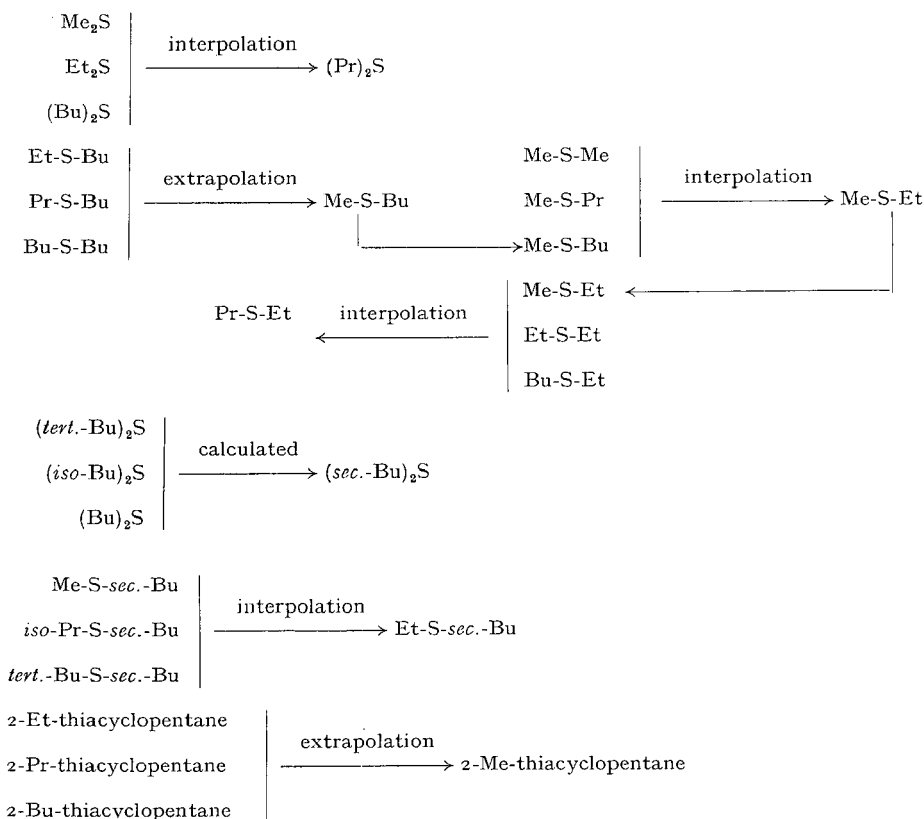 Me₂S
interpolation
Et₂S
(Pr)₂S
(Bu)₂S
Et-S-Bu
extrapolation
Pr-S-Bu
Me-S-Bu
Bu-S-Bu
Me-S-Me
interpolation
Me-S-Pr
Me-S-Et
Me-S-Bu
Me-S-Et
Pr-S-Et
interpolation
Et-S-Et
Bu-S-Et
(tert.-Bu)₂S
calculated
(iso-Bu)₂S
(sec.-Bu)₂S
(Bu)₂S
Me-S-sec.-Bu
interpolation
iso-Pr-S-sec.-Bu
Et-S-sec.-Bu
tert.-Bu-S-sec.-Bu
2-Et-thiacyclopentane
extrapolation
2-Pr-thiacyclopentane
2-Me-thiacyclopentane
2-Bu-thiacyclopentane